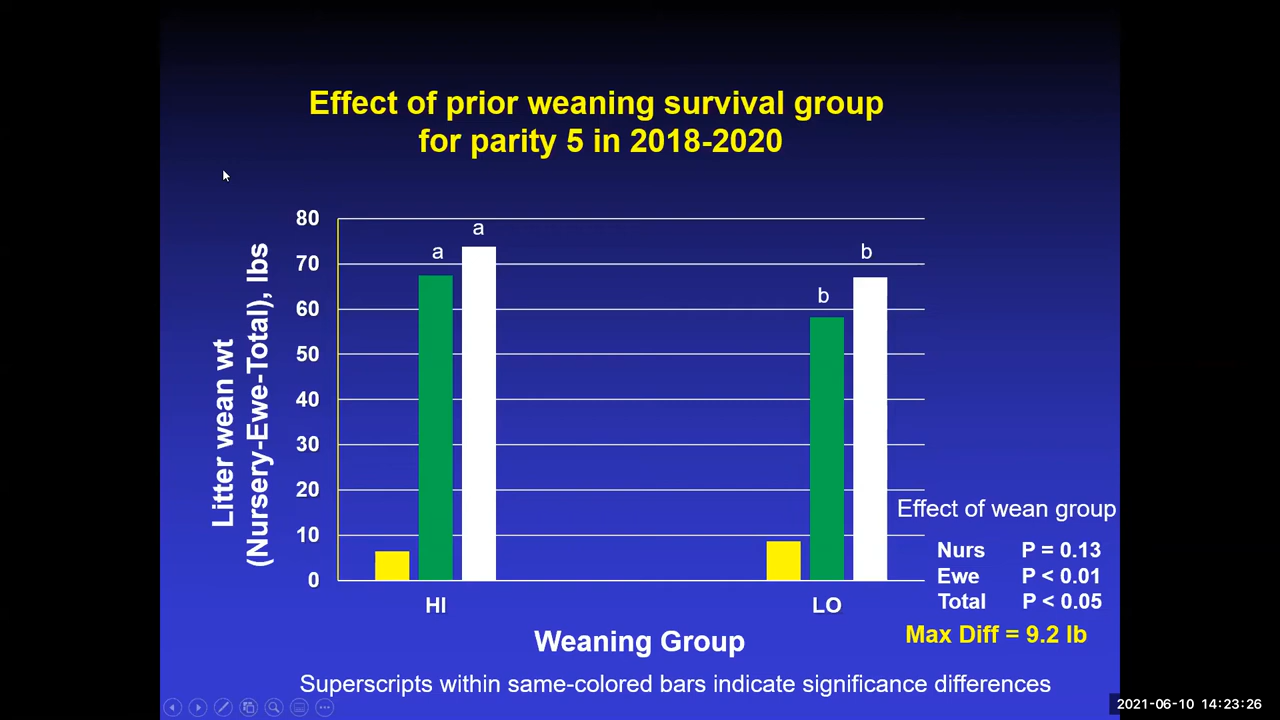 Effect of prior weaning survival group
for parity 5 in 2018-2020
Litter wean wt
(Nursery-Ewe-Total), lbs
80
70
60
50
40
30
20
10
0
a
a
b
b
HI
LO
Weaning Group
Effect of wean group
Nurs P = 0.13
Ewe P < 0.01
Total P < 0.05
Max Diff = 9.2 lb
Superscripts within same-colored bars indicate significance differences
2021-06-10 14:23:26